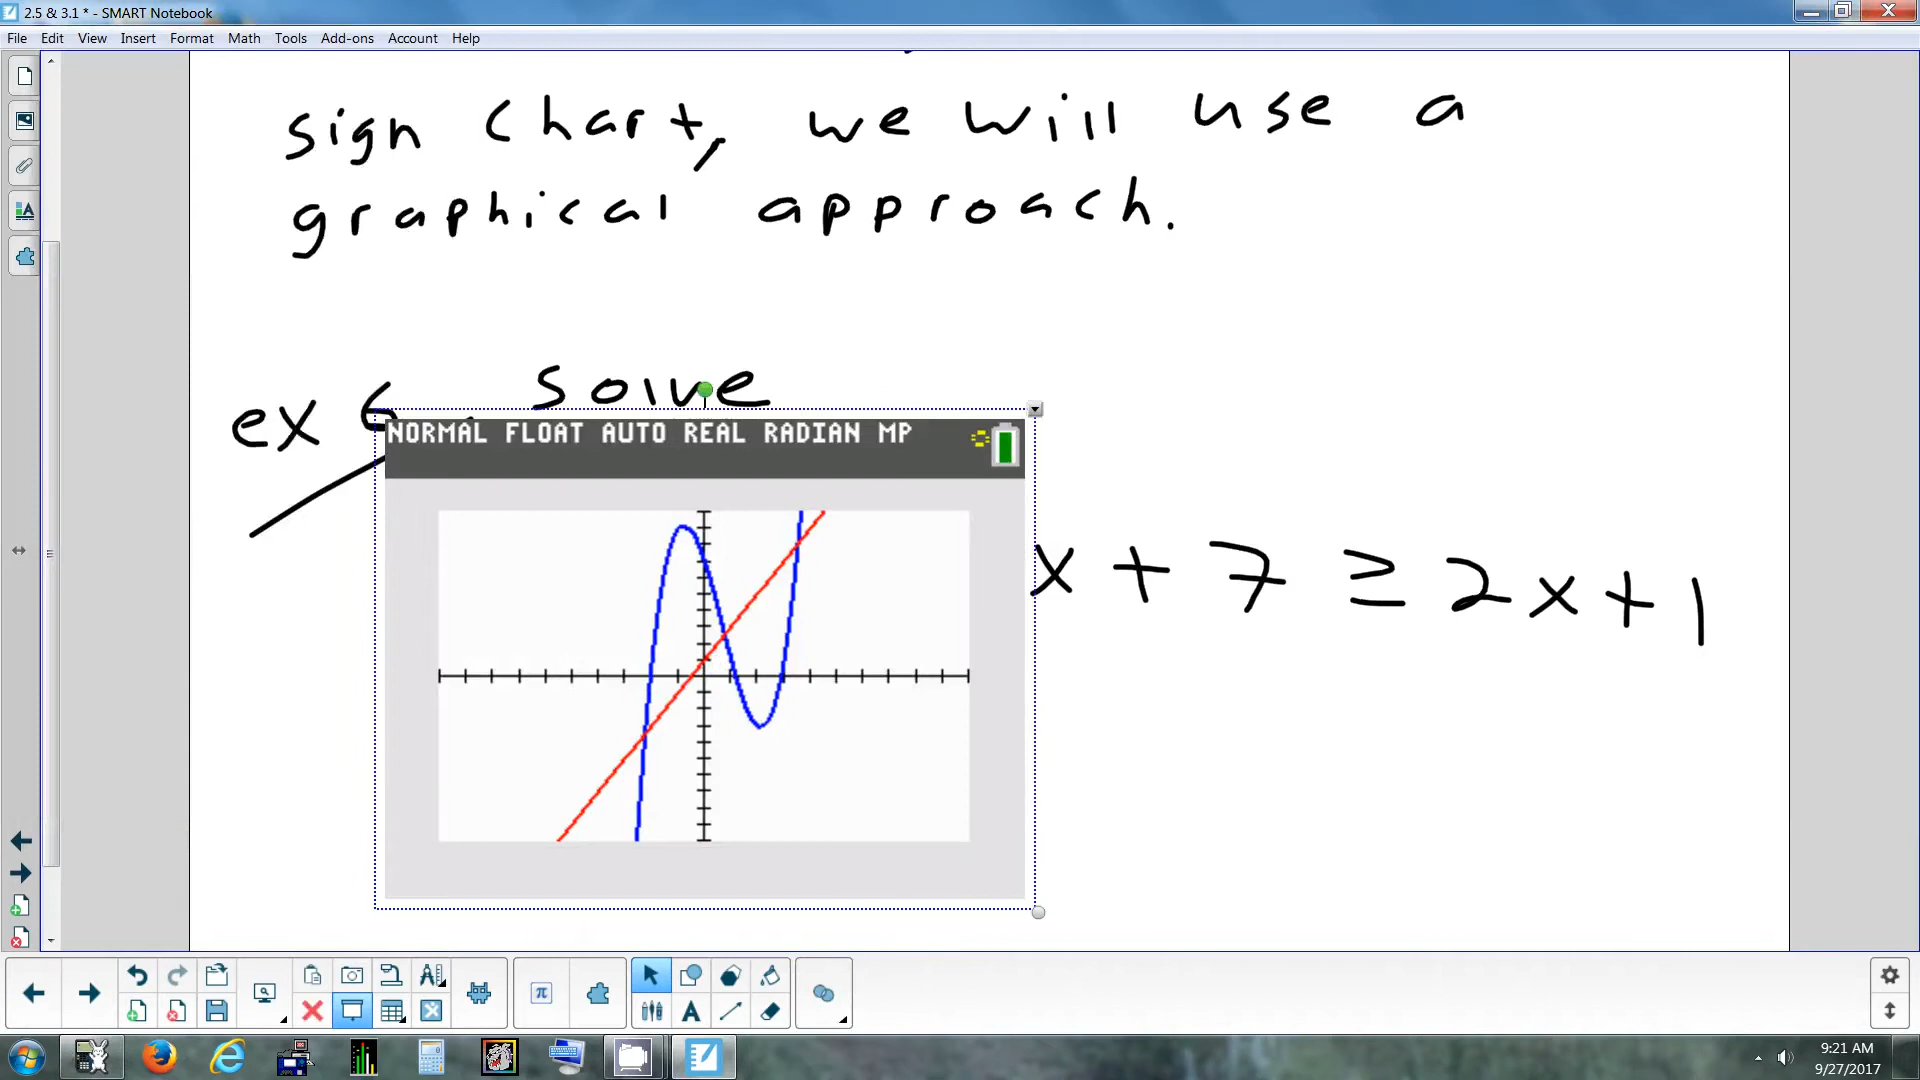 2.5 & 3.1 * - SMART Notebook
File Edit View Insert Format Math Tools Add-ons Account Help
sign chart, we will use a
graphical approach.
ex 6 solve
NORMAL FLOAT AUTO REAL RADIAN MP
x + 7 ≥ 2x + 1
π
A
9:21 AM
9/27/2017